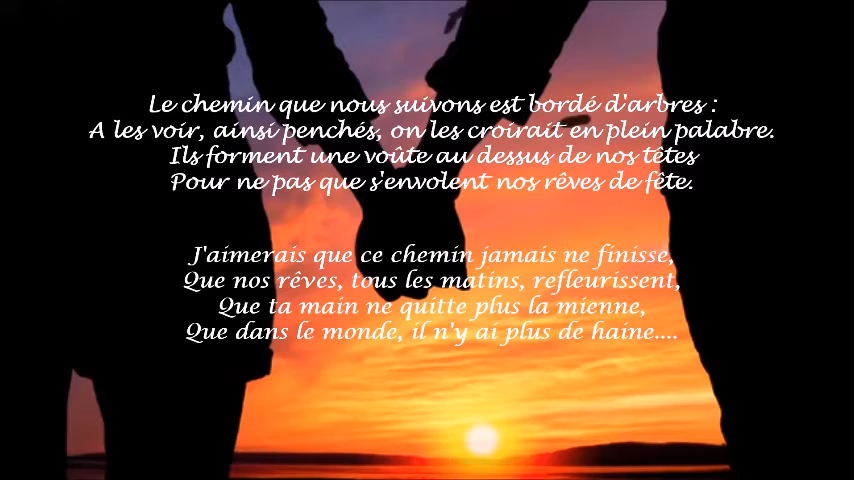 Le chemin que nous suivons est bordé d'arbres :
A les voir, ainsi penchés, on les croirait en plein palabre.
Ils forment une voûte au dessus de nos têtes
Pour ne pas que s'envolent nos rêves de fête.
J'aimerais que ce chemin jamais ne finisse,
Que nos rêves, tous les matins, refleurissent,
Que ta main ne quitte plus la mienne,
Que dans le monde, il n'y ai plus de haine....